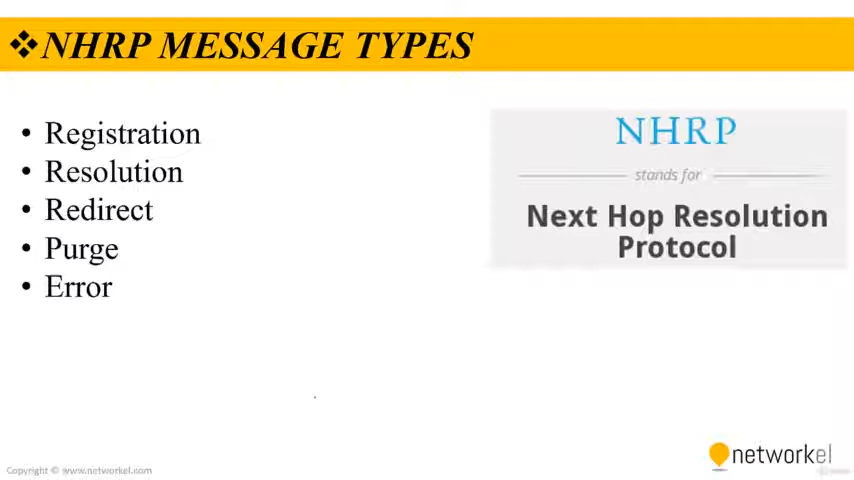 ❖NHRP MESSAGE TYPES
• Registration
• Resolution
• Redirect
• Purge
• Error
NHRP
stands for
Next Hop Resolution
Protocol
Copyright © www.networkel.com
networkel